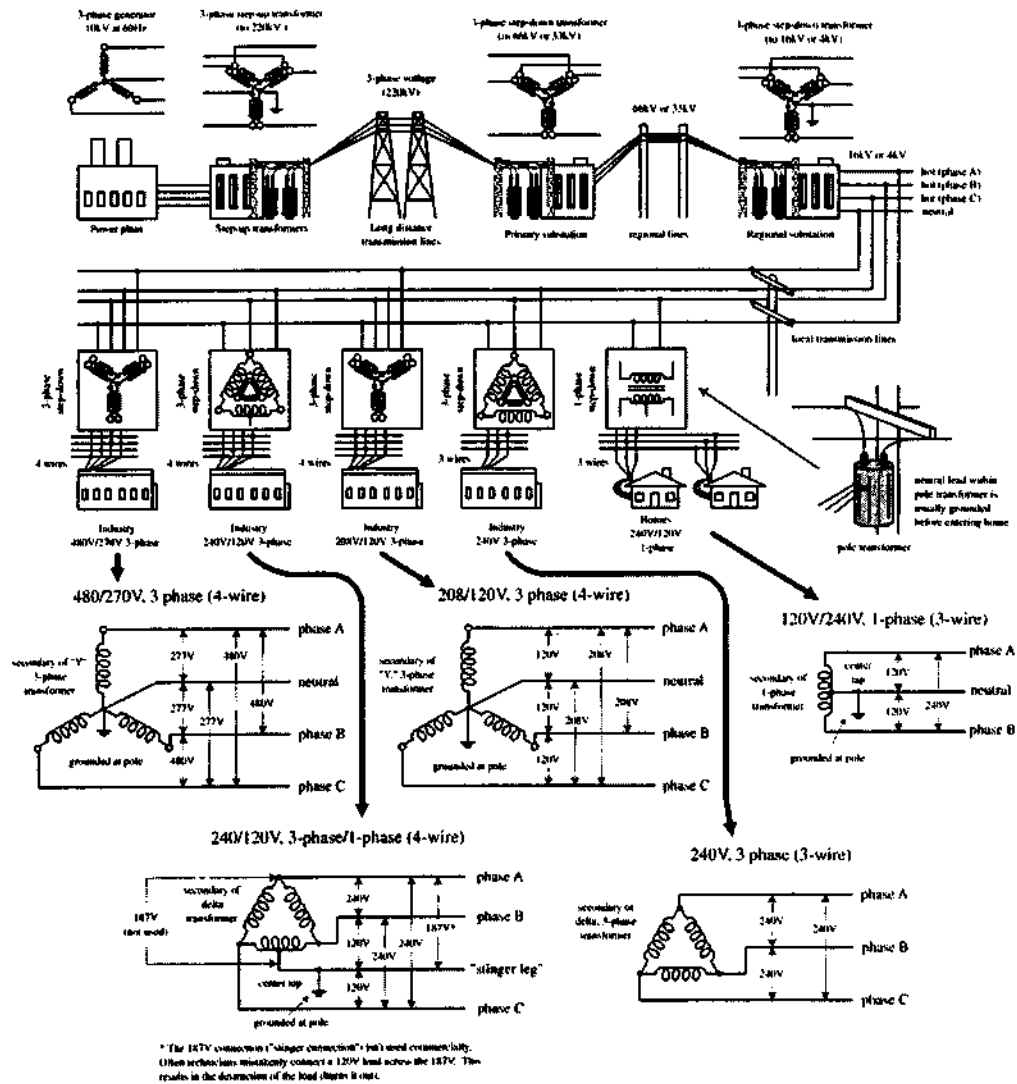 3-phase generator
10kV at 60Hz
3-phase step-up transformer
(to 220kV )
3-phase voltage
(220kV)
3-phase step-down transformer
(to 66kV or 33kV)
66kV or 33kV
3-phase step-down transformer
(to 16kV or 4kV)
16kV or 4kV
hot (phase A)
hot (phase B)
hot (phase C)
neutral
Power plant
Step-up transformers
Long distance
transmission lines
Primary substation
regional lines
Regional substation
local transmission lines
3-phase
step-down
3-phase
step-down
3-phase
step-down
3-phase
step-down
1-phase
step-down
4 wires
4 wires
4 wires
3 wires
3 wires
Industry
480V/270V 3-phase
Industry
240V/120V 3-phase
Industry
208V/120V 3-phase
Industry
240V 3-phase
Homes
240V/120V
1-phase
neutral lead within
pole transformer is
usually grounded
before entering home
pole transformer
480/270V, 3 phase (4-wire)
secondary of "Y"
3-phase
transformer
277V
480V
480V
277V
277V
480V
grounded at pole
phase A
neutral
phase B
phase C
208/120V, 3 phase (4-wire)
secondary of
"Y," 3-phase
transformer
120V
208V
208V
120V
208V
120V
grounded at pole
phase A
neutral
phase B
phase C
120V/240V, 1-phase (3-wire)
secondary of
1-phase
transformer
center
tap
120V
120V
240V
grounded at pole
phase A
neutral
phase B
240/120V, 3-phase/1-phase (4-wire)
187V
(not used)
secondary of
delta
transformer
center tap
grounded at pole
240V
120V
240V
240V
187V*
120V
phase A
phase B
"stinger leg"
phase C
* The 187V connection ("stinger connection") isn't used commercially.
Often technicians mistakenly connect a 120V load across the 187V. This
results in the destruction of the load (burns it out).
240V, 3 phase (3-wire)
secondary of
delta, 3-phase
transformer
240V
240V
240V
phase A
phase B
phase C